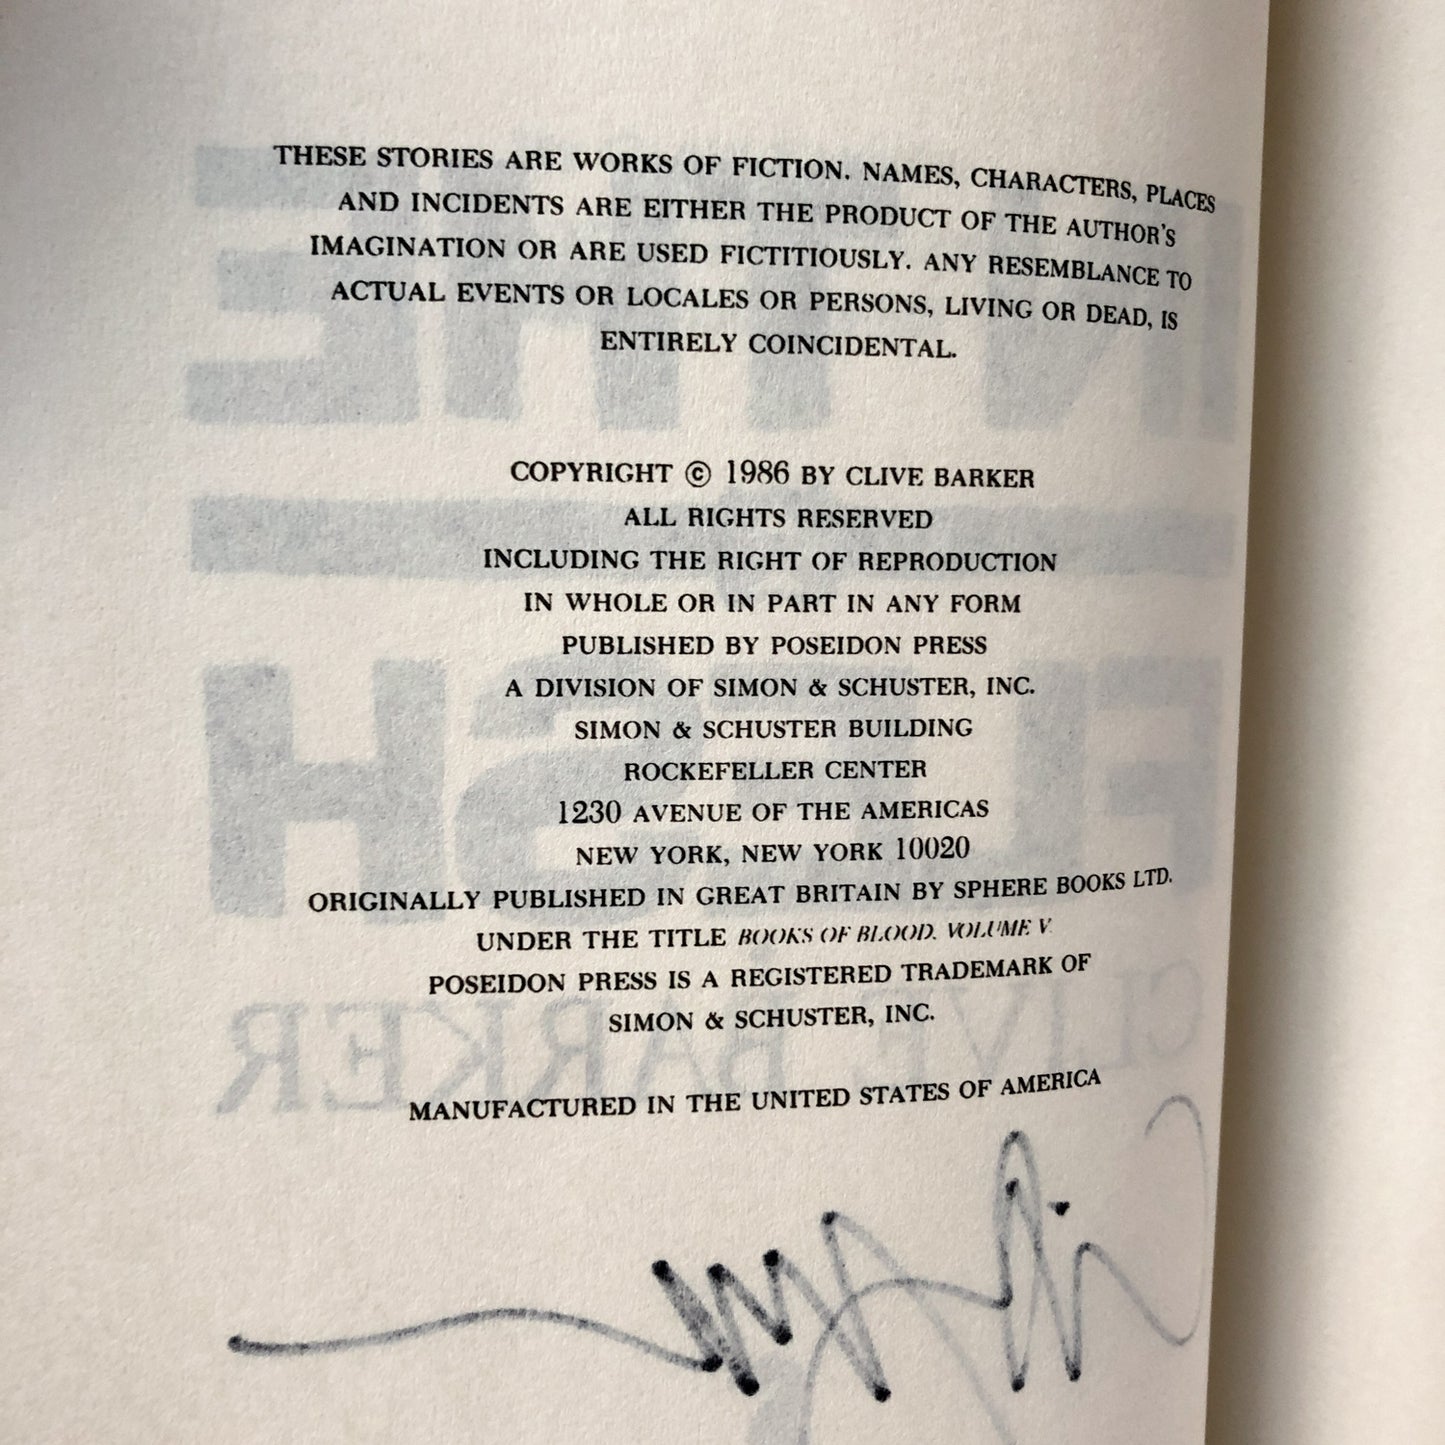 THESE STORIES ARE WORKS OF FICTION. NAMES, CHARACTERS, PLACES
AND INCIDENTS ARE EITHER THE PRODUCT OF THE AUTHOR'S
IMAGINATION OR ARE USED FICTITIOUSLY. ANY RESEMBLANCE TO
ACTUAL EVENTS OR LOCALES OR PERSONS, LIVING OR DEAD, IS
ENTIRELY COINCIDENTAL.
COPYRIGHT © 1986 BY CLIVE BARKER
ALL RIGHTS RESERVED
INCLUDING THE RIGHT OF REPRODUCTION
IN WHOLE OR IN PART IN ANY FORM
PUBLISHED BY POSEIDON PRESS
A DIVISION OF SIMON & SCHUSTER, INC.
SIMON & SCHUSTER BUILDING
ROCKEFELLER CENTER
1230 AVENUE OF THE AMERICAS
NEW YORK, NEW YORK 10020
ORIGINALLY PUBLISHED IN GREAT BRITAIN BY SPHERE BOOKS LTD.
UNDER THE TITLE BOOKS OF BLOOD. VOLUME V.
POSEIDON PRESS IS A REGISTERED TRADEMARK OF
SIMON & SCHUSTER, INC.
MANUFACTURED IN THE UNITED STATES OF AMERICA